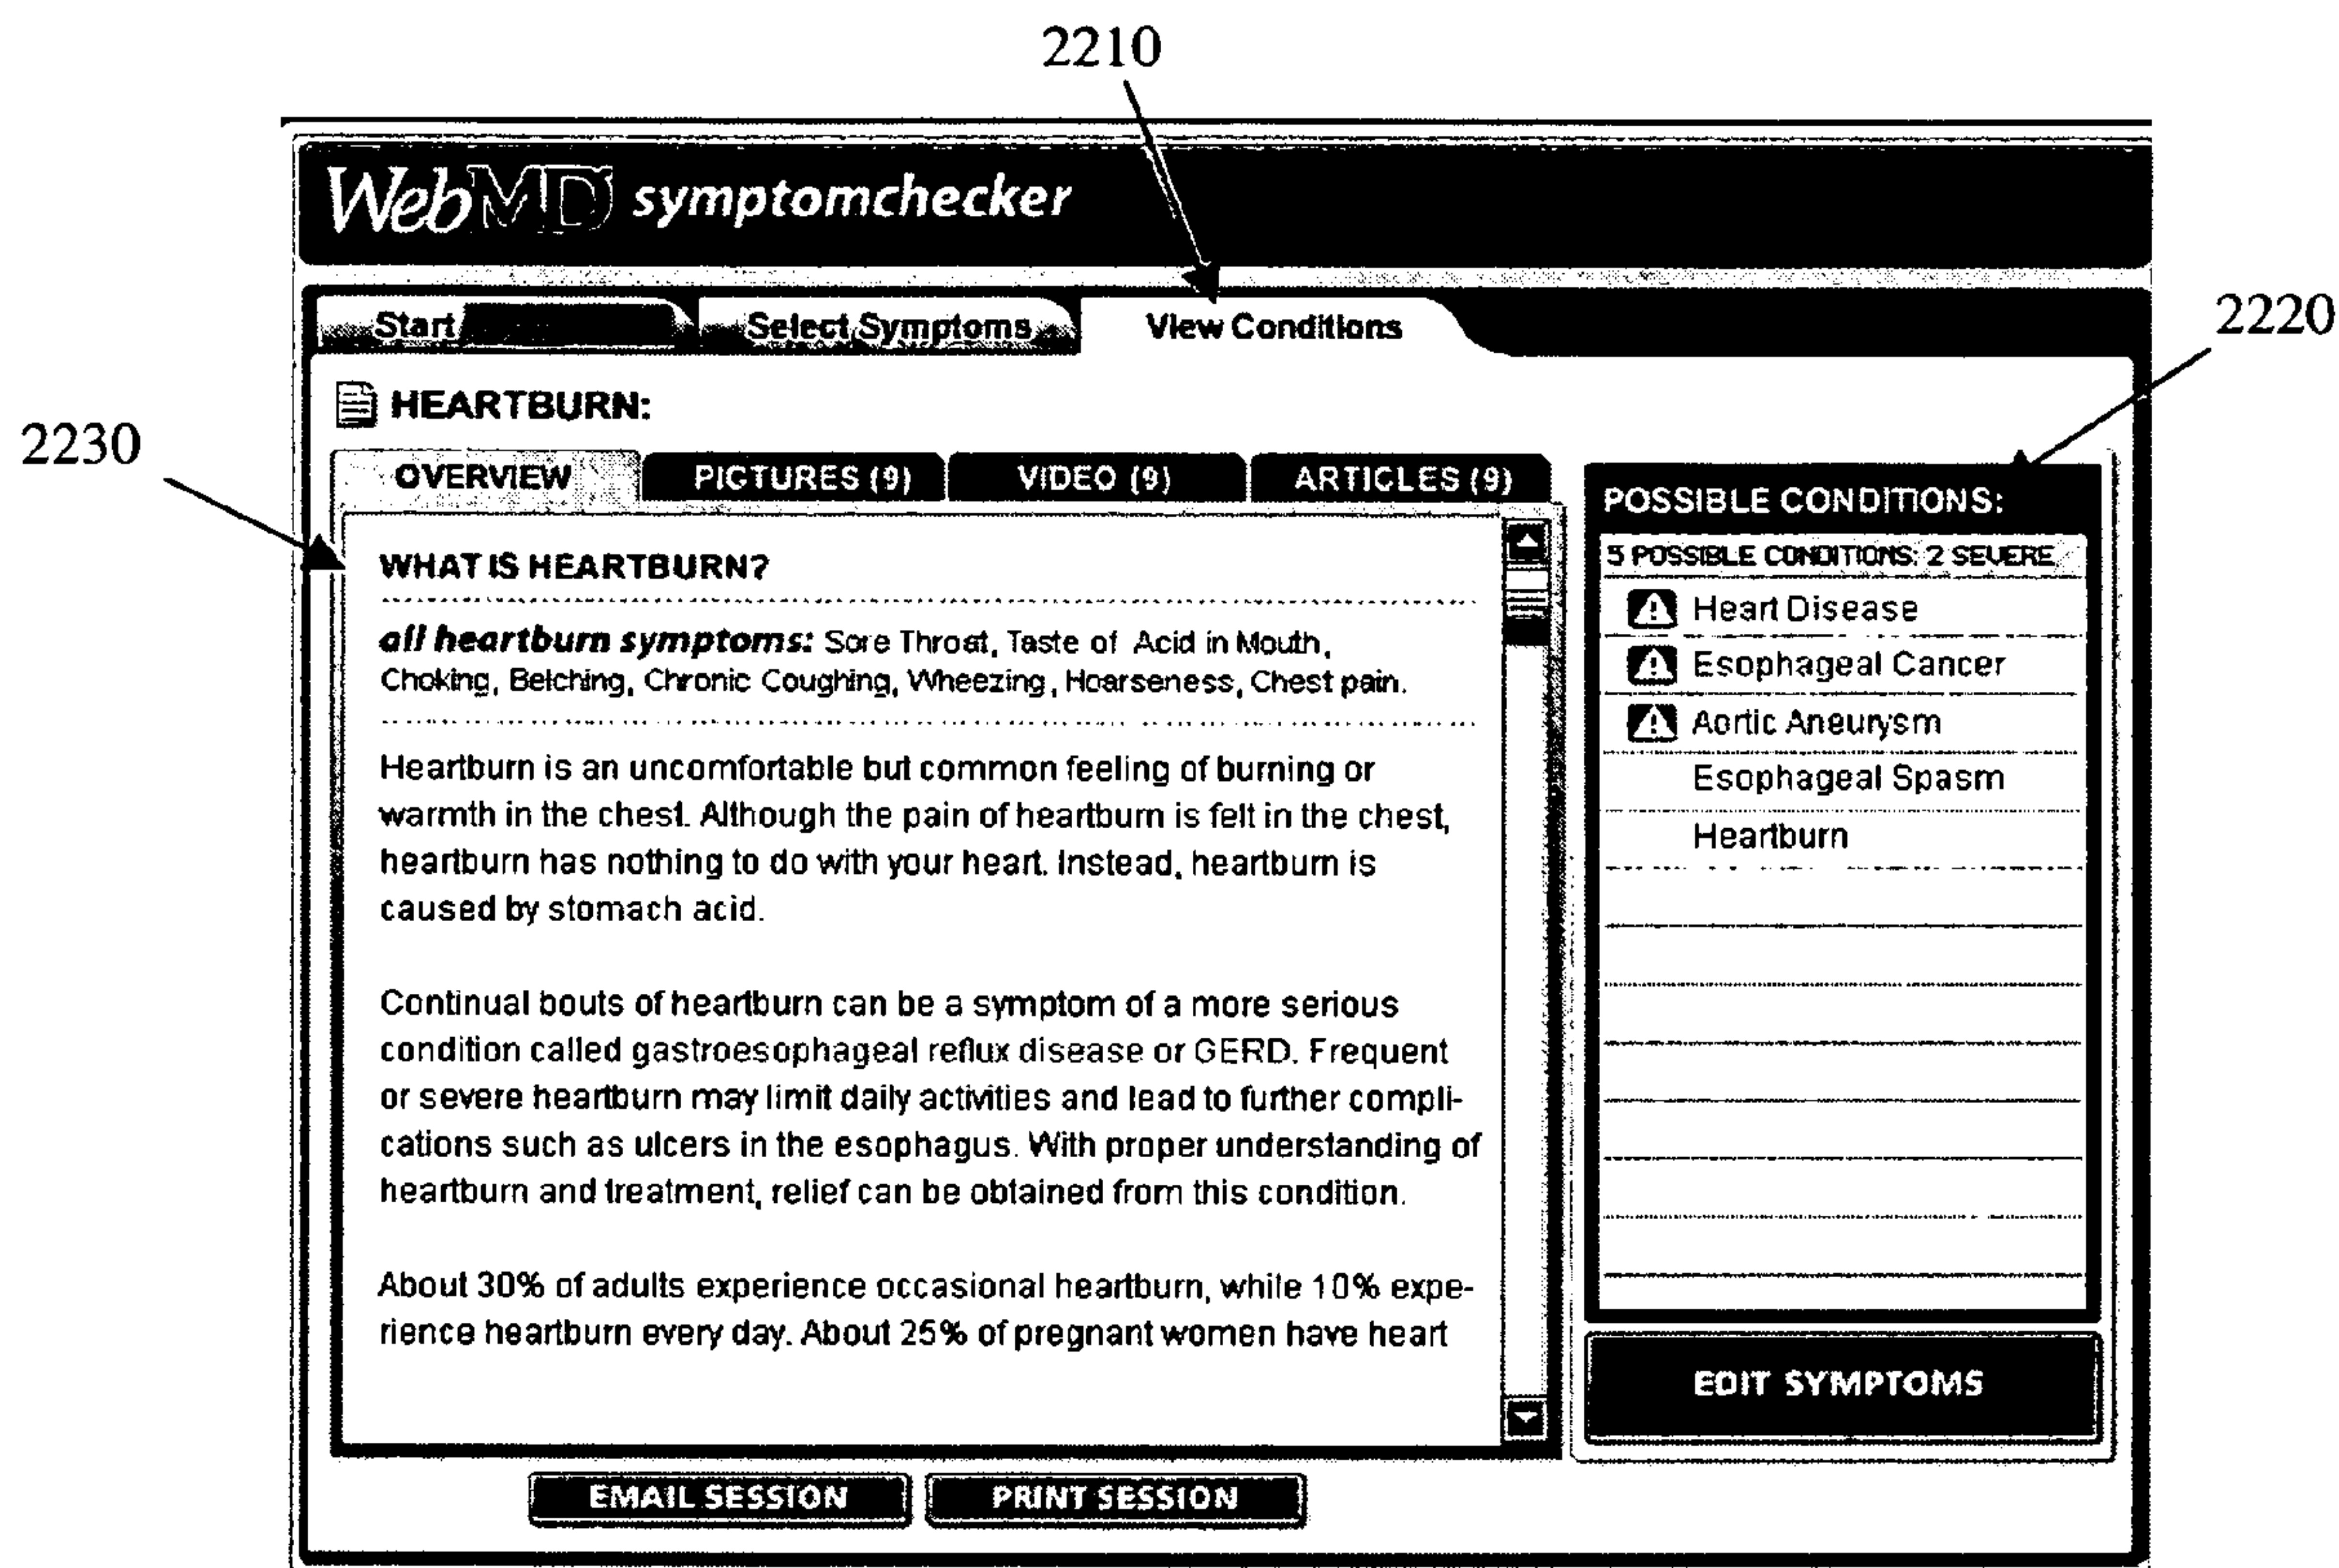 2210
WebMD symptomchecker
Start
Select Symptoms
View Conditions
2220
HEARTBURN:
2230
OVERVIEW
PICTURES (9)
VIDEO (9)
ARTICLES (9)
WHAT IS HEARTBURN?
all heartburn symptoms: Sore Throat, Taste of Acid in Mouth,
Choking, Belching, Chronic Coughing, Wheezing, Hoarseness, Chest pain.
Heartburn is an uncomfortable but common feeling of burning or
warmth in the chest. Although the pain of heartburn is felt in the chest,
heartburn has nothing to do with your heart. Instead, heartburn is
caused by stomach acid.
Continual bouts of heartburn can be a symptom of a more serious
condition called gastroesophageal reflux disease or GERD. Frequent
or severe heartburn may limit daily activities and lead to further compli-
cations such as ulcers in the esophagus. With proper understanding of
heartburn and treatment, relief can be obtained from this condition.
About 30% of adults experience occasional heartburn, while 10% expe-
rience heartburn every day. About 25% of pregnant women have heart
POSSIBLE CONDITIONS:
5 POSSIBLE CONDITIONS: 2 SEVERE
Heart Disease
Esophageal Cancer
Aortic Aneurysm
Esophageal Spasm
Heartburn
EDIT SYMPTOMS
EMAIL SESSION
PRINT SESSION